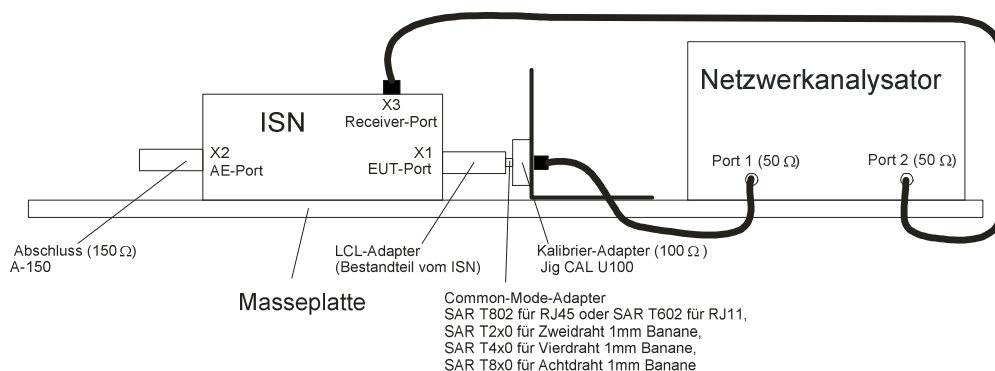 Netzwerkanalysator
X3
Receiver-Port
ISN
X2
AE-Port
X1
EUT-Port
Port 1 (50 Ω)
Port 2 (50 Ω)
Abschluss (150 Ω)
A-150
LCL-Adapter
(Bestandteil vom ISN)
Kalibrier-Adapter (100 Ω)
Jig CAL U100
Masseplatte
Common-Mode-Adapter
SAR T802 für RJ45 oder SAR T602 für RJ11,
SAR T2x0 für Zweidraht 1mm Banane,
SAR T4x0 für Vierdraht 1mm Banane,
SAR T8x0 für Achtdraht 1mm Banane